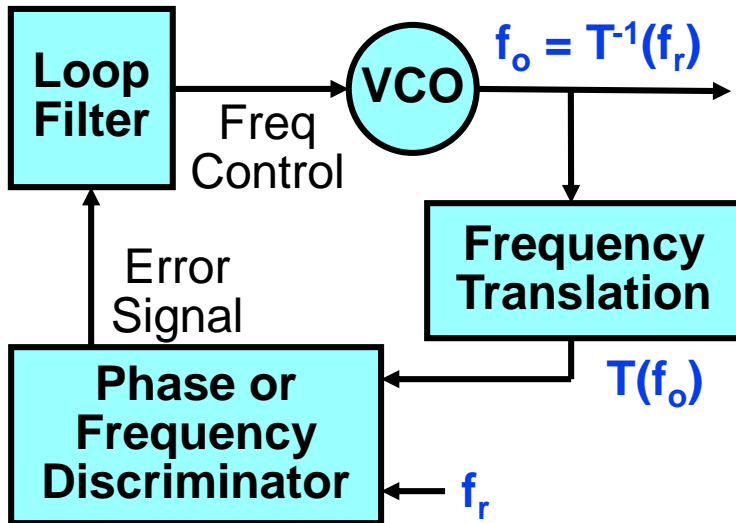 Loop
Filter
Freq
Control
VCO
fₒ = T⁻¹(fᵣ)
Frequency
Translation
T(fₒ)
Error
Signal
Phase or
Frequency
Discriminator
fᵣ